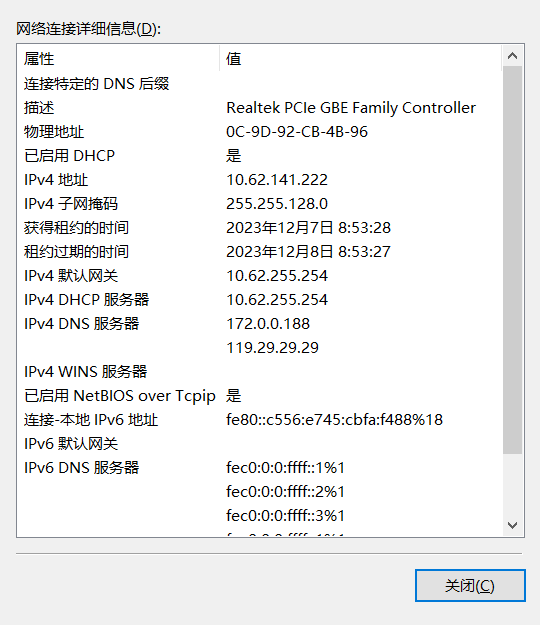 网络连接详细信息(D):
属性 值
连接特定的 DNS 后缀
描述 Realtek PCIe GBE Family Controller
物理地址 0C-9D-92-CB-4B-96
已启用 DHCP 是
IPv4 地址 10.62.141.222
IPv4 子网掩码 255.255.128.0
获得租约的时间 2023年12月7日 8:53:28
租约过期的时间 2023年12月8日 8:53:27
IPv4 默认网关 10.62.255.254
IPv4 DHCP 服务器 10.62.255.254
IPv4 DNS 服务器 172.0.0.188
119.29.29.29
IPv4 WINS 服务器
已启用 NetBIOS over Tcpip 是
连接-本地 IPv6 地址 fe80::c556:e745:cbfa:f488%18
IPv6 默认网关
IPv6 DNS 服务器 fec0:0:0:ffff::1%1
fec0:0:0:ffff::2%1
fec0:0:0:ffff::3%1
关闭(C)